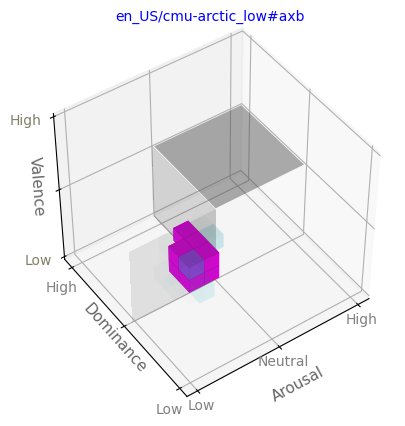 en_US/cmu-arctic_low#axb
High
Valence
Low
High
Dominance
Low
Low
Neutral
High
Arousal